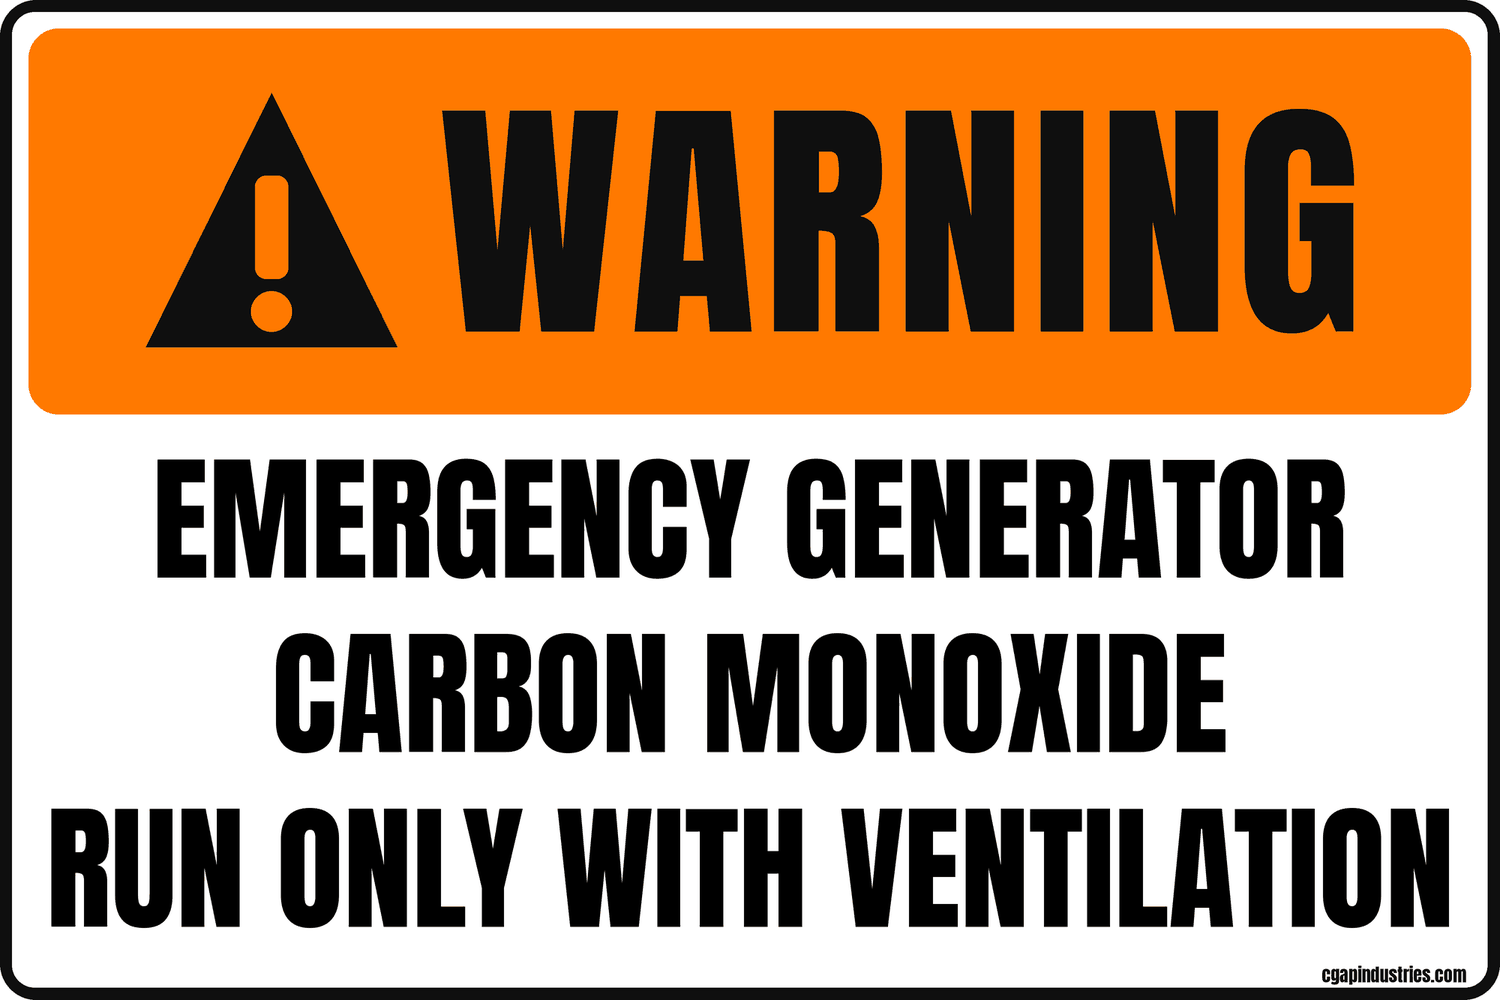 WARNING
EMERGENCY GENERATOR
CARBON MONOXIDE
RUN ONLY WITH VENTILATION
cgapindustries.com